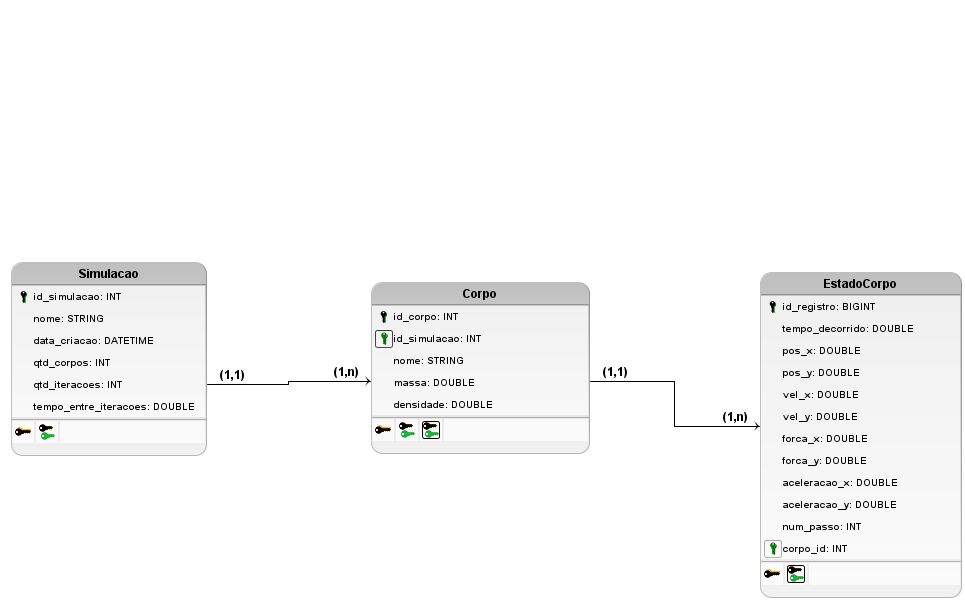 Simulacao
id_simulacao: INT
nome: STRING
data_criacao: DATETIME
qtd_corpos: INT
qtd_iteracoes: INT
tempo_entre_iteracoes: DOUBLE
(1,1)
(1,n)
Corpo
id_corpo: INT
id_simulacao: INT
nome: STRING
massa: DOUBLE
densidade: DOUBLE
(1,1)
(1,n)
EstadoCorpo
id_registro: BIGINT
tempo_decorrido: DOUBLE
pos_x: DOUBLE
pos_y: DOUBLE
vel_x: DOUBLE
vel_y: DOUBLE
forca_x: DOUBLE
forca_y: DOUBLE
aceleracao_x: DOUBLE
aceleracao_y: DOUBLE
num_passo: INT
corpo_id: INT